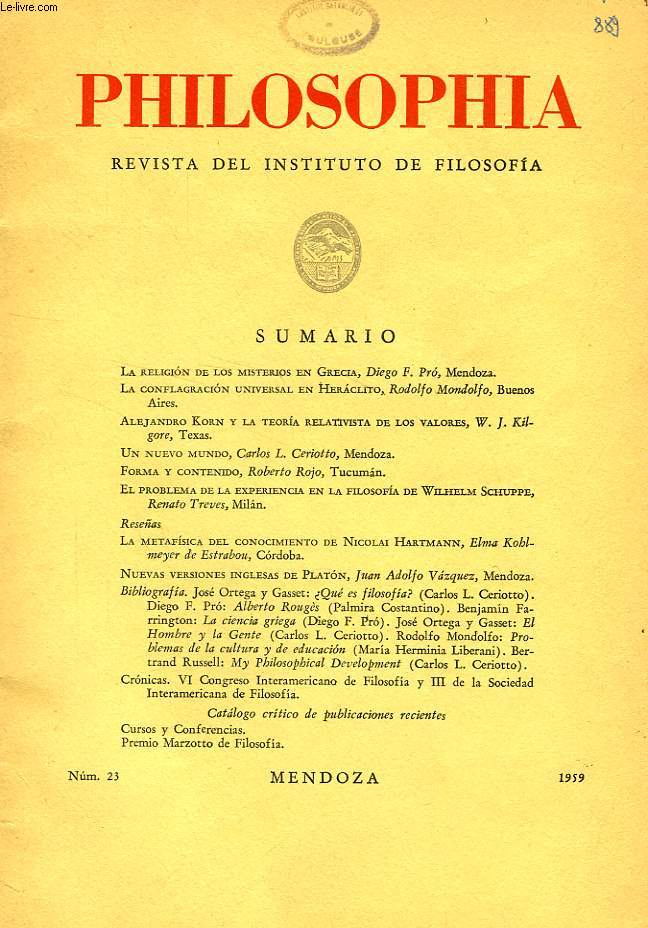 Le-livre.com
TOULOUSE
889
PHILOSOPHIA
REVISTA DEL INSTITUTO DE FILOSOFÍA
SUMARIO
LA RELIGIÓN DE LOS MISTERIOS EN GRECIA, Diego F. Pró, Mendoza.
LA CONFLAGRACIÓN UNIVERSAL EN HERÁCLITO, Rodolfo Mondolfo, Buenos
Aires.
ALEJANDRO KORN Y LA TEORÍA RELATIVISTA DE LOS VALORES, W. J. Kil-
gore, Texas.
UN NUEVO MUNDO, Carlos L. Ceriotto, Mendoza.
FORMA Y CONTENIDO, Roberto Rojo, Tucumán.
EL PROBLEMA DE LA EXPERIENCIA EN LA FILOSOFÍA DE WILHELM SCHUPPE,
Renato Treves, Milán.
Reseñas
LA METAFÍSICA DEL CONOCIMIENTO DE NICOLAI HARTMANN, Elma Kohl-
meyer de Estrabou, Córdoba.
NUEVAS VERSIONES INGLESAS DE PLATÓN, Juan Adolfo Vázquez, Mendoza.
Bibliografía. José Ortega y Gasset: ¿Qué es filosofía? (Carlos L. Ceriotto).
Diego F. Pró: Alberto Rougès (Palmira Costantino). Benjamín Fa-
rrington: La ciencia griega (Diego F. Pró). José Ortega y Gasset: El
Hombre y la Gente (Carlos L. Ceriotto). Rodolfo Mondolfo: Pro-
blemas de la cultura y de educación (María Herminia Liberani). Ber-
trand Russell: My Philosophical Development (Carlos L. Ceriotto).
Crónicas. VI Congreso Interamericano de Filosofía y III de la Sociedad
Interamericana de Filosofía.
Catálogo crítico de publicaciones recientes
Cursos y Conferencias.
Premio Marzotto de Filosofía.
Núm. 23 MENDOZA 1959